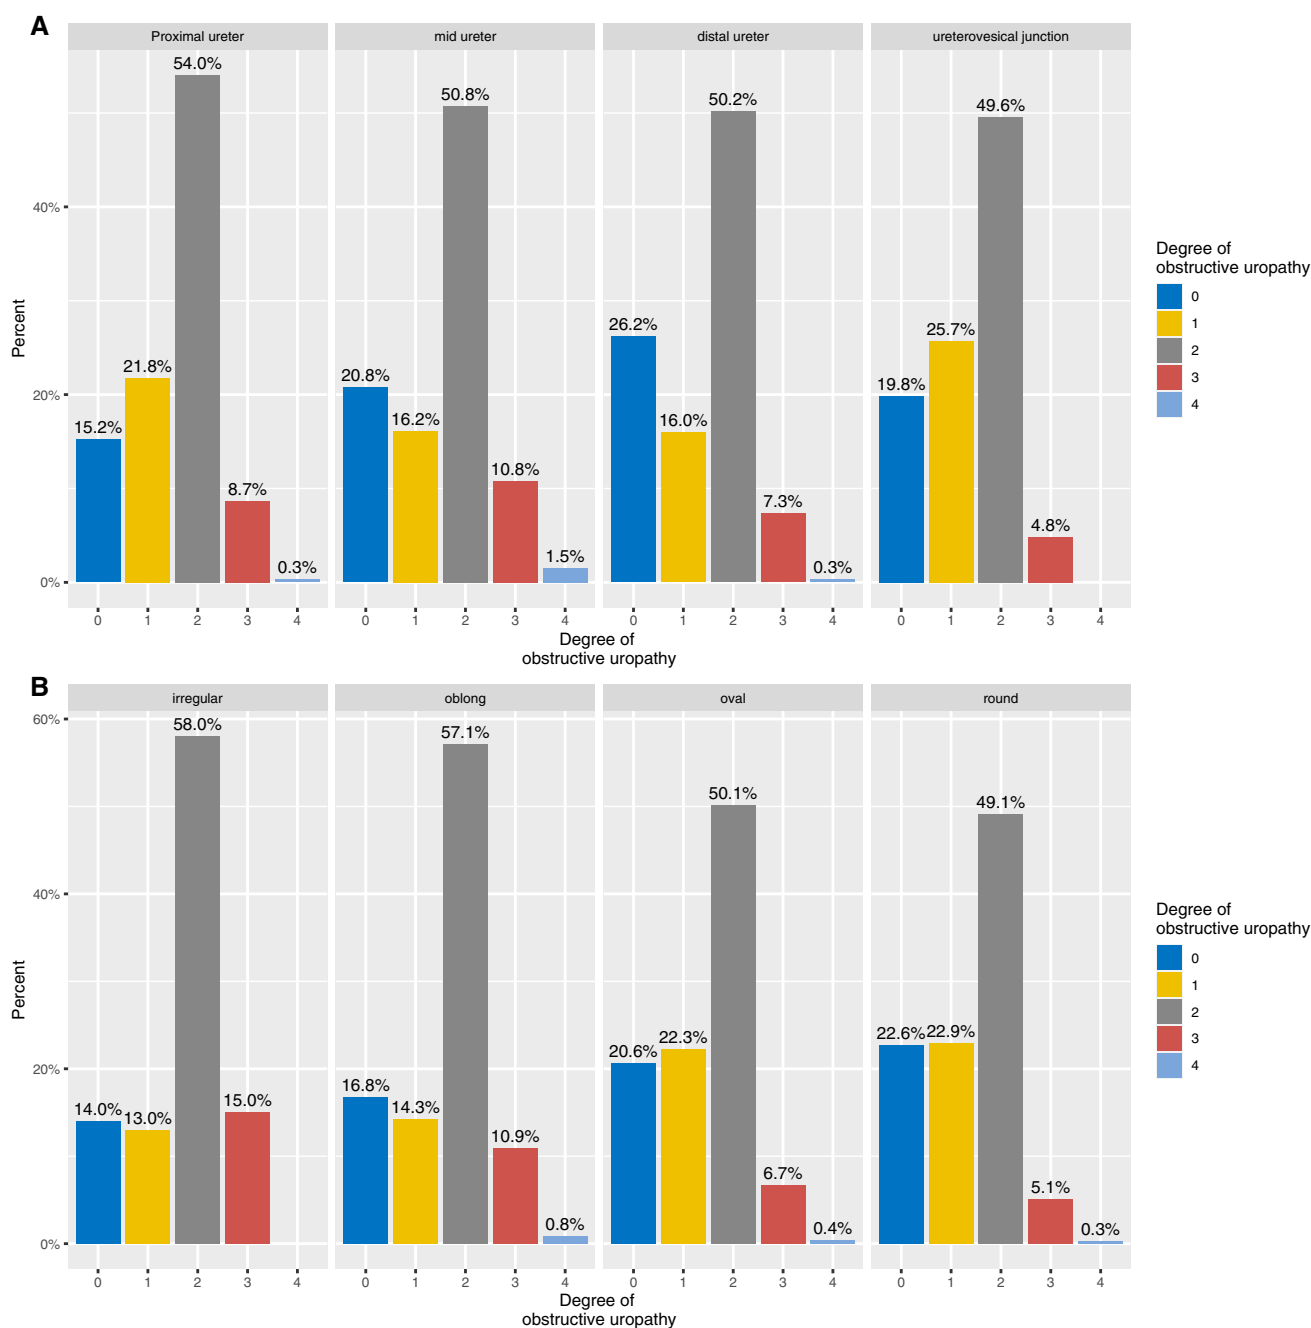 A
Proximal ureter mid ureter distal ureter ureterovesical junction
54.0%
50.8%
50.2%
49.6%
40%
20%
0%
Percent
15.2% 21.8% 8.7% 0.3%
20.8% 16.2% 10.8% 1.5%
26.2% 16.0% 7.3% 0.3%
19.8% 25.7% 4.8%
0 1 2 3 4 0 1 2 3 4 0 1 2 3 4 0 1 2 3 4
Degree of
obstructive uropathy
Degree of
obstructive uropathy
0
1
2
3
4
B
irregular oblong oval round
60%
40%
20%
0%
Percent
14.0% 13.0% 58.0% 15.0%
16.8% 14.3% 57.1% 10.9% 0.8%
20.6% 22.3% 50.1% 6.7% 0.4%
22.6% 22.9% 49.1% 5.1% 0.3%
0 1 2 3 4 0 1 2 3 4 0 1 2 3 4 0 1 2 3 4
Degree of
obstructive uropathy
Degree of
obstructive uropathy
0
1
2
3
4